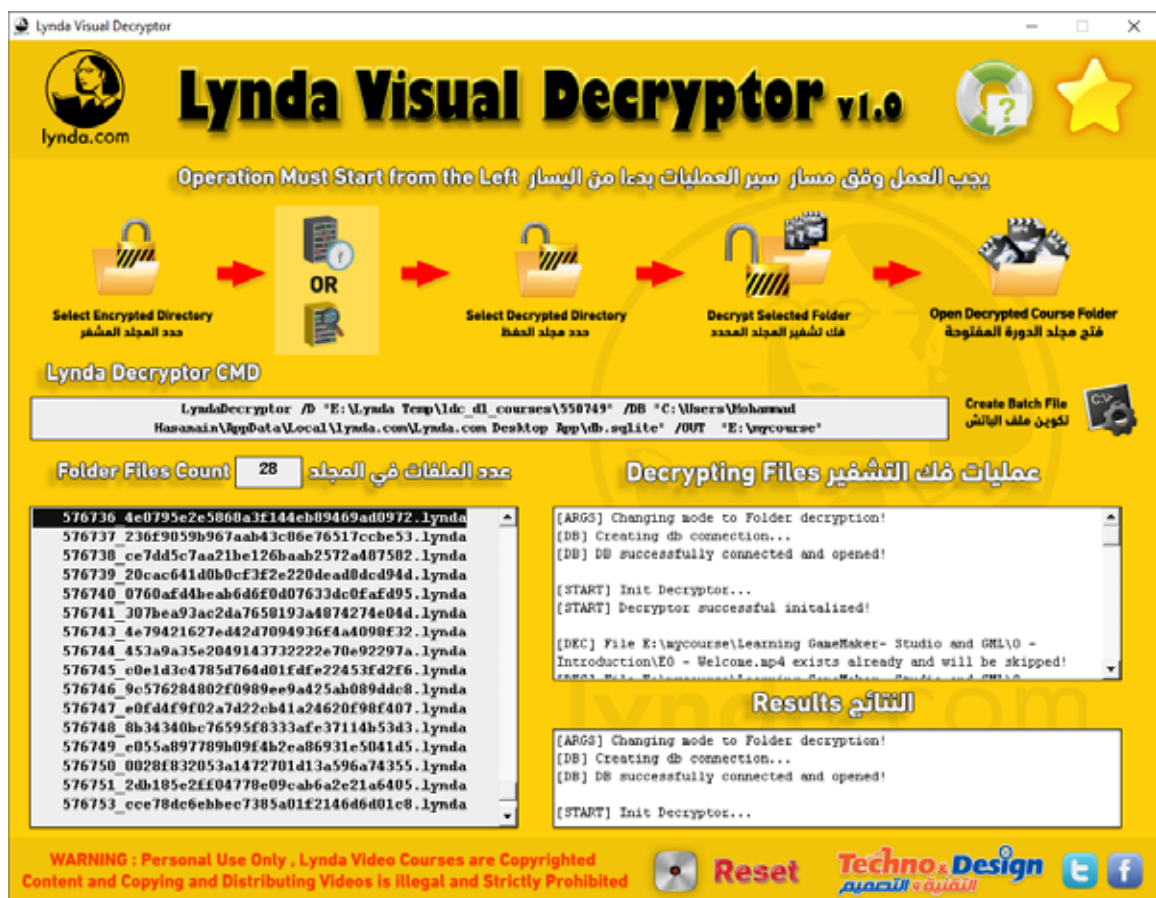 Lynda Visual Decryptor
lynda.com
Lynda Visual Decryptor v1.0
Operation Must Start from the Left يجب العمل وفق مسار سير العمليات بدءا من اليسار
OR
Select Encrypted Directory
حدد المجلد المشفر
Select Decrypted Directory
حدد مجلد الحفظ
Decrypt Selected Folder
فك تشفير المجلد المحدد
Open Decrypted Course Folder
فتح مجلد الدورة المفتوحة
Lynda Decryptor CMD
LyndaDecryptor /D "E:\Lynda Temp\ldc_dl_courses\550749" /DB "C:\Users\Mohammad
Hasanain\AppData\Local\lynda.com\Lynda.com Desktop App\db.sqlite" /OUT "E:\mycourse"
Create Batch File
تكوين ملف الباتش
C:\>
Folder Files Count 28 عدد الملفات في المجلد
576736_4e0795e2e5868a3f144eb89469ad0972.lynda
576737_236f9059b967aab43c86e76517ccbe53.lynda
576738_ce7dd5c7aa21be126baab2572a487582.lynda
576739_20cac641d0b0cf3f2e220dead8dcd94d.lynda
576740_0760afd4beab6d6f0d07633dc0fafd95.lynda
576741_307bea93ac2da7658193a4874274e04d.lynda
576743_4e79421627ed42d7094936f4a4098f32.lynda
576744_453a9a35e2049143732222e70e92297a.lynda
576745_c0e1d3c4785d764d01fdfe22453fd2f6.lynda
576746_9c576284802f0989ee9a425ab089ddc8.lynda
576747_e0fd4f9f02a7d22cb41a24620f98f407.lynda
576748_8b34340bc76595f8333afe37114b53d3.lynda
576749_e055a897789b09f4b2ea86931e5041d5.lynda
576750_0028f832053a1472701d13a596a74355.lynda
576751_2db185e2ff04778e09cab6a2e21a6405.lynda
576753_cce78dc6ebbec7385a01f2146d6d01c8.lynda
Decrypting Files عمليات فك التشفير
[ARGS] Changing mode to Folder decryption!
[DB] Creating db connection...
[DB] DB successfully connected and opened!
[START] Init Decryptor...
[START] Decryptor successful initalized!
[DEC] File E:\mycourse\Learning GameMaker- Studio and GML\0 -
Introduction\E0 - Welcome.mp4 exists already and will be skipped!
[DEC] File E:\mycourse\Learning GameMaker- Studio and GML\0
Results النتائج
[ARGS] Changing mode to Folder decryption!
[DB] Creating db connection...
[DB] DB successfully connected and opened!
[START] Init Decryptor...
WARNING : Personal Use Only , Lynda Video Courses are Copyrighted
Content and Copying and Distributing Videos is illegal and Strictly Prohibited
Reset
Techno & Design
التقنية و التصميم